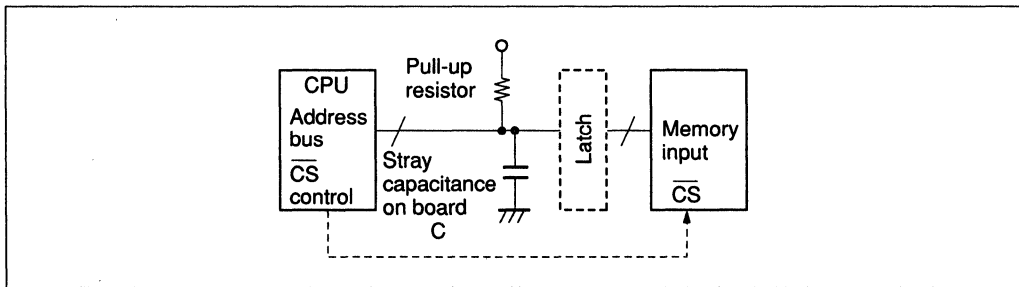 CPU
Address
bus
CS
control
Pull-up
resistor
Stray
capacitance
on board
C
Latch
Memory
input
CS